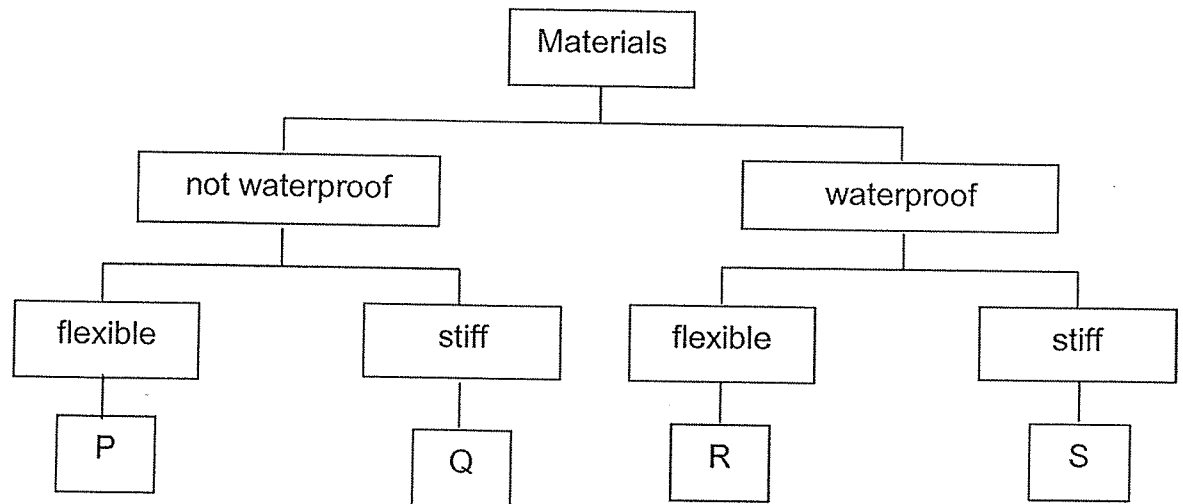 Materials
not waterproof
waterproof
flexible
stiff
flexible
stiff
P
Q
R
S